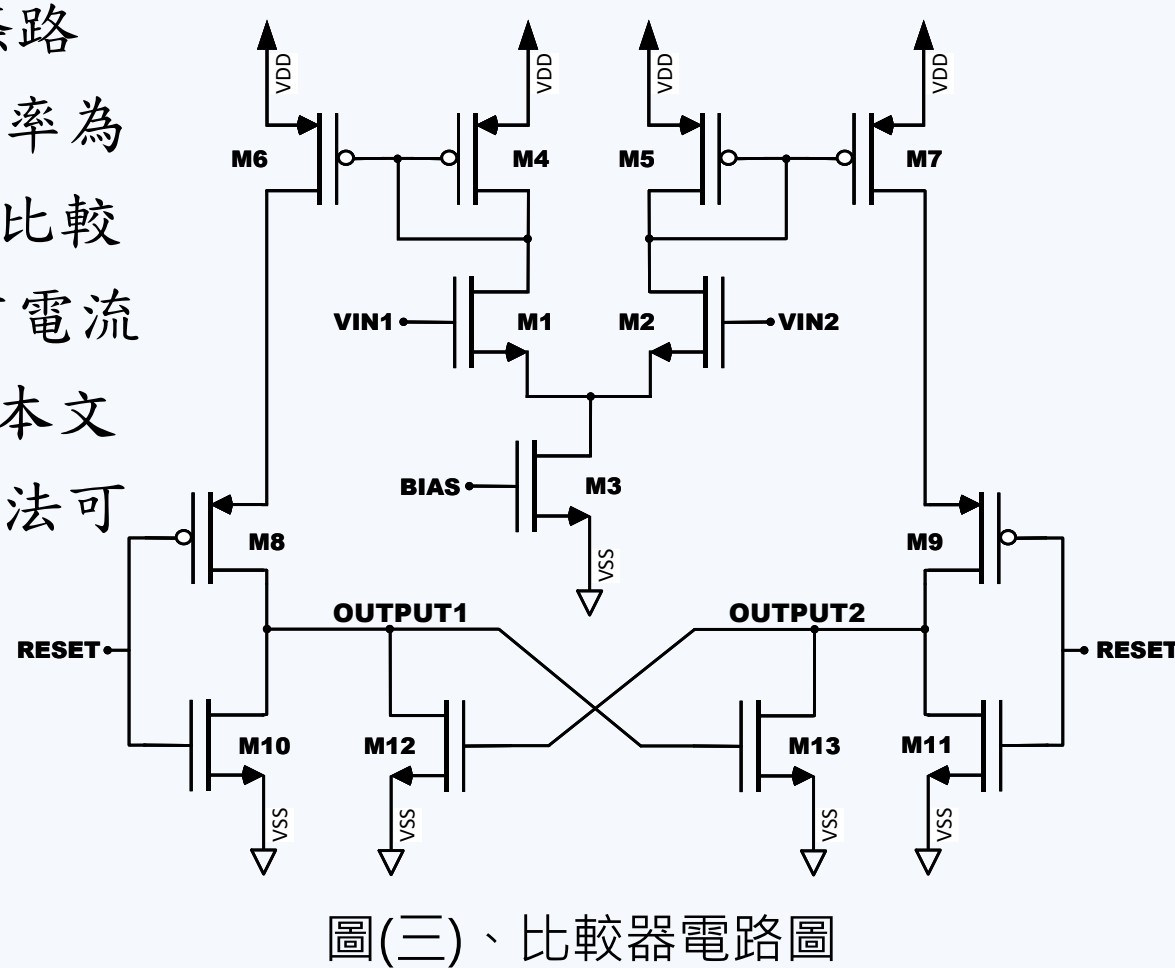 路
率為
比較
電流
本文
法可
VDD
VDD
VDD
VDD
M6
M4
M5
M7
VIN1
M1
M2
VIN2
BIAS
M3
VSS
M8
M9
OUTPUT1
OUTPUT2
RESET
RESET
M10
M12
M13
M11
VSS
VSS
VSS
VSS
圖(三)、比較器電路圖